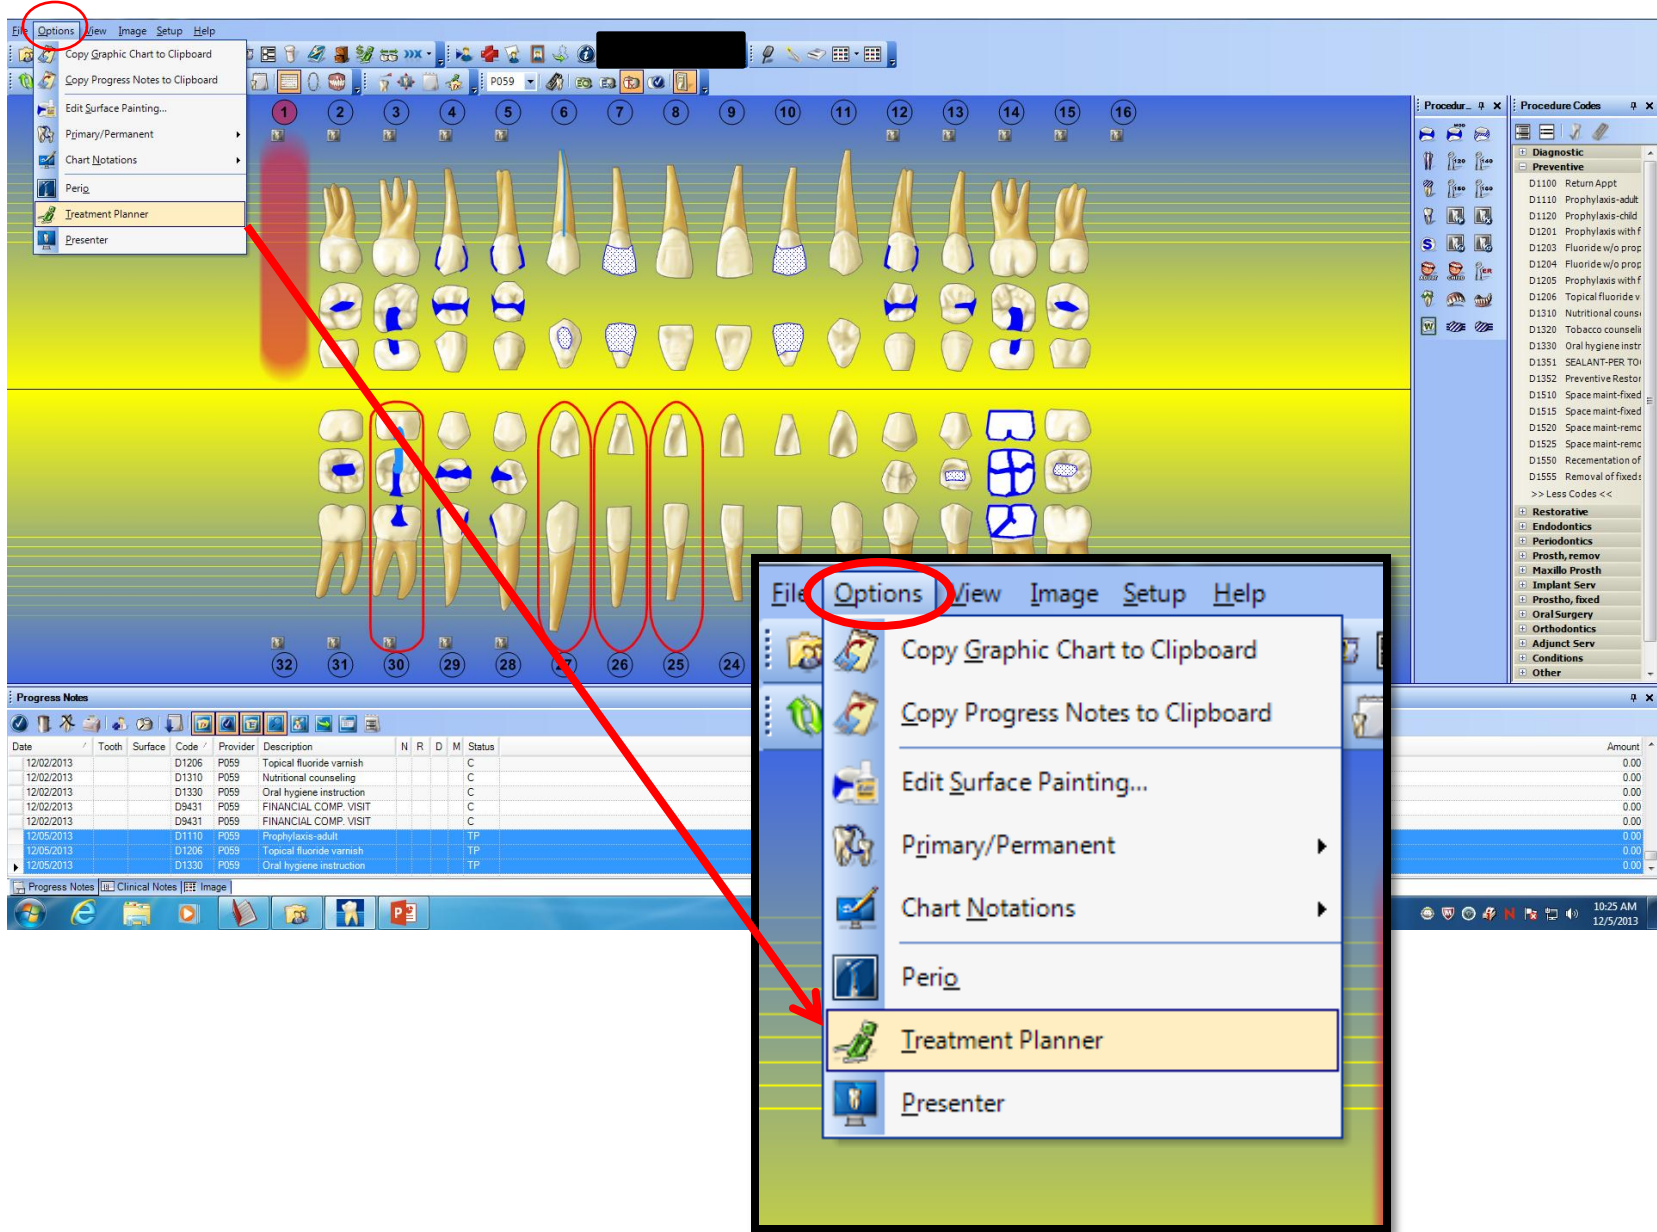 File Options View Image Setup Help
Copy Graphic Chart to Clipboard
Copy Progress Notes to Clipboard
Edit Surface Painting...
Primary/Permanent
Chart Notations
Perio
Treatment Planner
Presenter
P059
1 2 3 4 5 6 7 8 9 10 11 12 13 14 15 16
32 31 30 29 28 27 26 25 24
Procedur...
Procedure Codes
Diagnostic
Preventive
D1100 Return Appt
D1110 Prophylaxis-adult
D1120 Prophylaxis-child
D1201 Prophylaxis with f
D1203 Fluoride w/o prop
D1204 Fluoride w/o prop
D1205 Prophylaxis with f
D1206 Topical fluoride v
D1310 Nutritional couns
D1320 Tobacco counseli
D1330 Oral hygiene instr
D1351 SEALANT-PER TO
D1352 Preventive Restor
D1510 Space maint-fixed
D1515 Space maint-fixed
D1520 Space maint-remo
D1525 Space maint-remo
D1550 Recementation of
D1555 Removal of fixed s
>> Less Codes <<
Restorative
Endodontics
Periodontics
Prosth, remov
Maxillo Prosth
Implant Serv
Prostho, fixed
Oral Surgery
Orthodontics
Adjunct Serv
Conditions
Other
Progress Notes
Date Tooth Surface Code Provider Description N R D M Status Amount
12/02/2013 D1206 P059 Topical fluoride varnish C 0.00
12/02/2013 D1310 P059 Nutritional counseling C 0.00
12/02/2013 D1330 P059 Oral hygiene instruction C 0.00
12/02/2013 D9431 P059 FINANCIAL COMP. VISIT C 0.00
12/02/2013 D9431 P059 FINANCIAL COMP. VISIT C 0.00
12/05/2013 D1110 P059 Prophylaxis-adult TP 0.00
12/05/2013 D1206 P059 Topical fluoride varnish TP 0.00
12/05/2013 D1330 P059 Oral hygiene instruction TP 0.00
Progress Notes Clinical Notes Image
10:25 AM
12/5/2013
File Options View Image Setup Help
Copy Graphic Chart to Clipboard
Copy Progress Notes to Clipboard
Edit Surface Painting...
Primary/Permanent
Chart Notations
Perio
Treatment Planner
Presenter